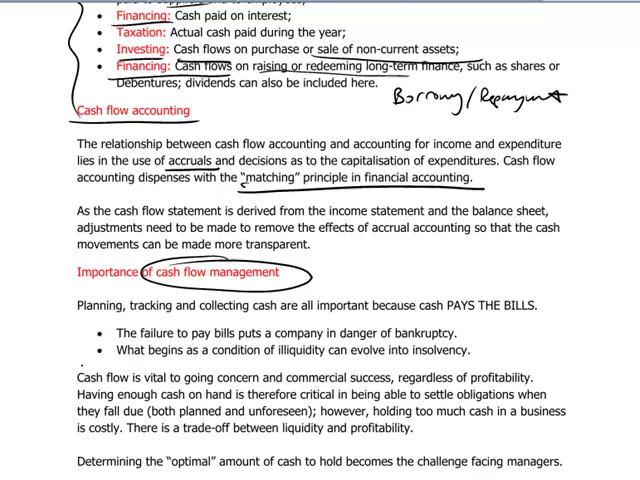 paid to suppliers and to employees;
• Financing: Cash paid on interest;
• Taxation: Actual cash paid during the year;
• Investing: Cash flows on purchase or sale of non-current assets;
• Financing: Cash flows on raising or redeeming long-term finance, such as shares or
Debentures; dividends can also be included here.
Borrowing/Repayment
Cash flow accounting
The relationship between cash flow accounting and accounting for income and expenditure
lies in the use of accruals and decisions as to the capitalisation of expenditures. Cash flow
accounting dispenses with the “matching” principle in financial accounting.
As the cash flow statement is derived from the income statement and the balance sheet,
adjustments need to be made to remove the effects of accrual accounting so that the cash
movements can be made more transparent.
Importance of cash flow management
Planning, tracking and collecting cash are all important because cash PAYS THE BILLS.
• The failure to pay bills puts a company in danger of bankruptcy.
• What begins as a condition of illiquidity can evolve into insolvency.
Cash flow is vital to going concern and commercial success, regardless of profitability.
Having enough cash on hand is therefore critical in being able to settle obligations when
they fall due (both planned and unforeseen); however, holding too much cash in a business
is costly. There is a trade-off between liquidity and profitability.
Determining the “optimal” amount of cash to hold becomes the challenge facing managers.